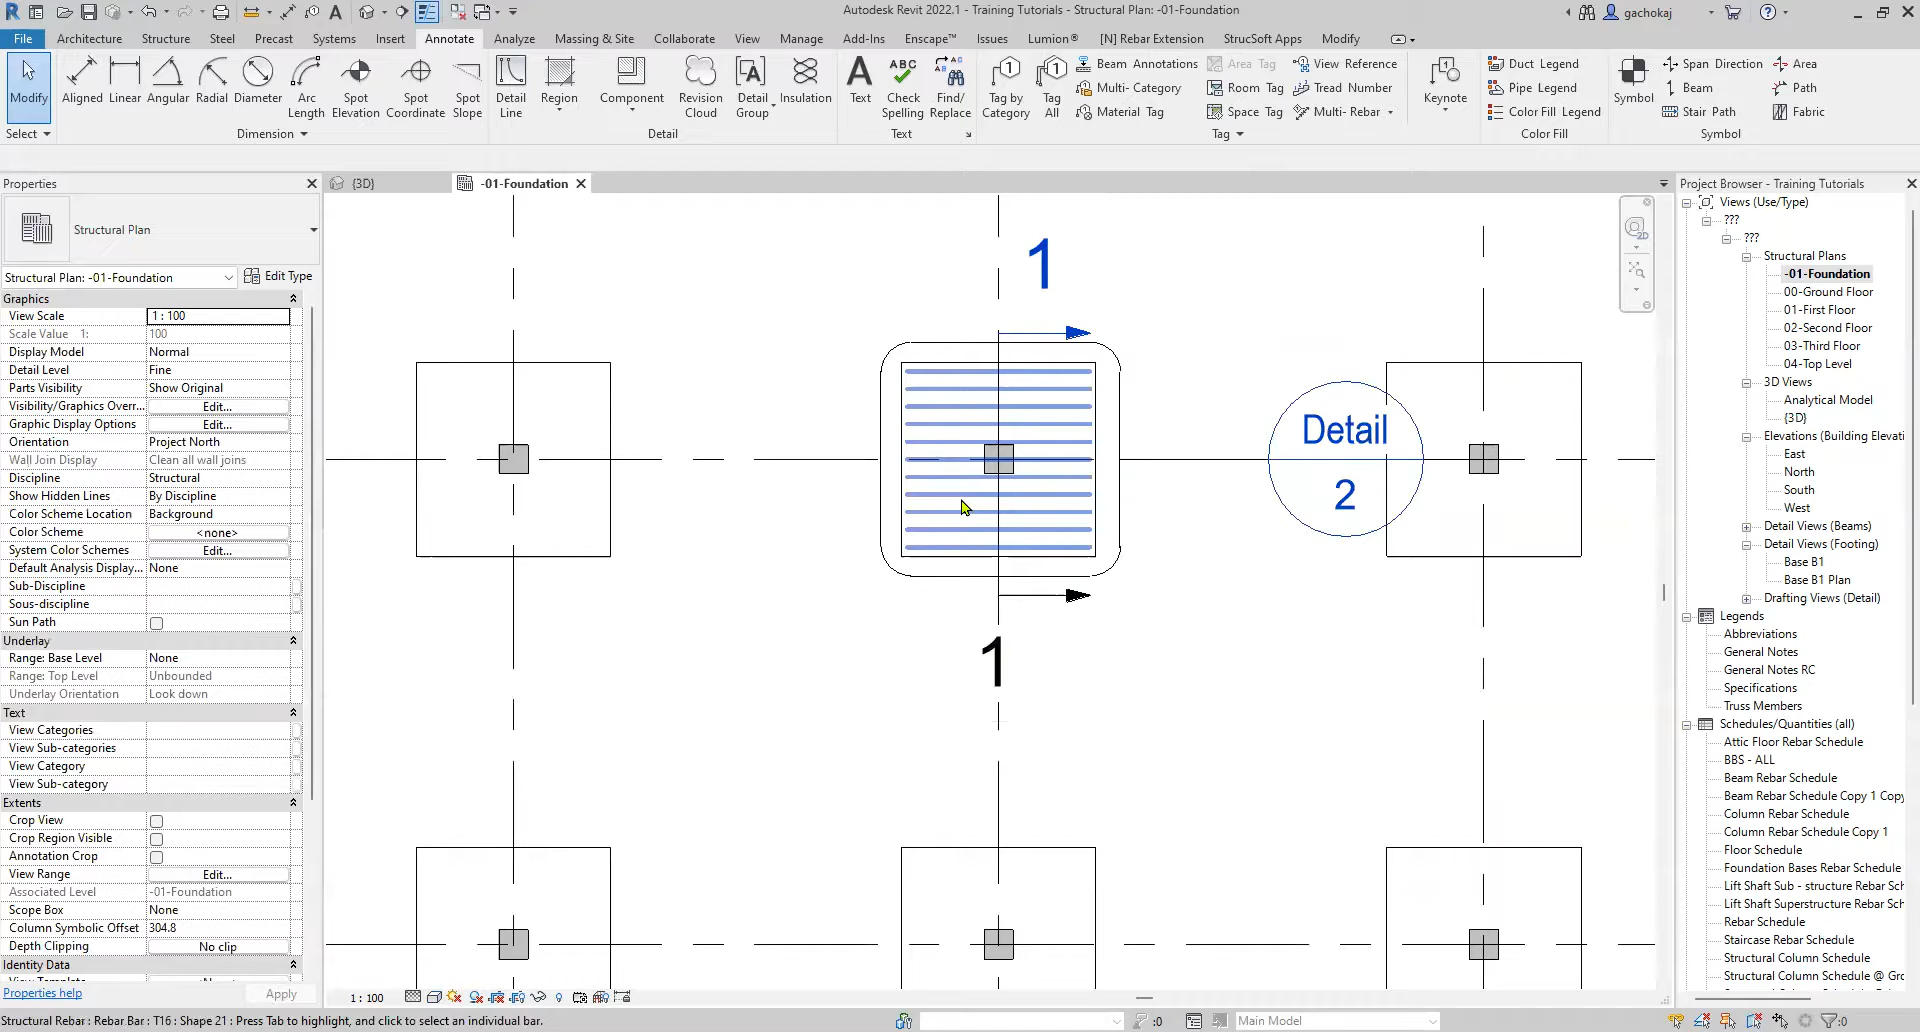 Autodesk Revit 2022.1 - Training Tutorials - Structural Plan: -01-Foundation
gachokaj
File Architecture Structure Steel Precast Systems Insert Annotate Analyze Massing & Site Collaborate View Manage Add-Ins Enscape™ Issues Lumion® [N] Rebar Extension StrucSoft Apps Modify
Modify Aligned Linear Angular Radial Diameter Arc Length Spot Elevation Spot Coordinate Spot Slope Detail Line Region Component Revision Cloud Detail Group Insulation Text Check Spelling Find/ Replace Tag by Category Tag All
Beam Annotations Area Tag View Reference
Multi- Category Room Tag Tread Number
Material Tag Space Tag Multi- Rebar
Keynote
Duct Legend
Pipe Legend
Color Fill Legend
Symbol
Span Direction Area
Beam Path
Stair Path Fabric
Select Dimension Detail Text Tag Color Fill Symbol
Properties
Structural Plan
Structural Plan: -01-Foundation Edit Type
Graphics
View Scale 1 : 100
Scale Value 1: 100
Display Model Normal
Detail Level Fine
Parts Visibility Show Original
Visibility/Graphics Overr... Edit...
Graphic Display Options Edit...
Orientation Project North
Wall Join Display Clean all wall joins
Discipline Structural
Show Hidden Lines By Discipline
Color Scheme Location Background
Color Scheme <none>
System Color Schemes Edit...
Default Analysis Display... None
Sub-Discipline
Sous-discipline
Sun Path
Underlay
Range: Base Level None
Range: Top Level Unbounded
Underlay Orientation Look down
Text
View Categories
View Sub-categories
View Category
View Sub-category
Extents
Crop View
Crop Region Visible
Annotation Crop
View Range Edit...
Associated Level -01-Foundation
Scope Box None
Column Symbolic Offset 304.8
Depth Clipping No clip
Identity Data
Properties help Apply
{3D} -01-Foundation
1
Detail
2
1
2D
1 : 100
Project Browser - Training Tutorials
Views (Use/Type)
???
???
Structural Plans
-01-Foundation
00-Ground Floor
01-First Floor
02-Second Floor
03-Third Floor
04-Top Level
3D Views
Analytical Model
{3D}
Elevations (Building Elevati
East
North
South
West
Detail Views (Beams)
Detail Views (Footing)
Base B1
Base B1 Plan
Drafting Views (Detail)
Legends
Abbreviations
General Notes
General Notes RC
Specifications
Truss Members
Schedules/Quantities (all)
Attic Floor Rebar Schedule
BBS - ALL
Beam Rebar Schedule
Beam Rebar Schedule Copy 1 Copy
Column Rebar Schedule
Column Rebar Schedule Copy 1
Floor Schedule
Foundation Bases Rebar Schedule
Lift Shaft Sub - structure Rebar Sch
Lift Shaft Superstructure Rebar Sch
Rebar Schedule
Staircase Rebar Schedule
Structural Column Schedule
Structural Column Schedule @ Gro
Structural Rebar : Rebar Bar : T16 : Shape 21 : Press Tab to highlight, and click to select an individual bar.
:0 Main Model :0